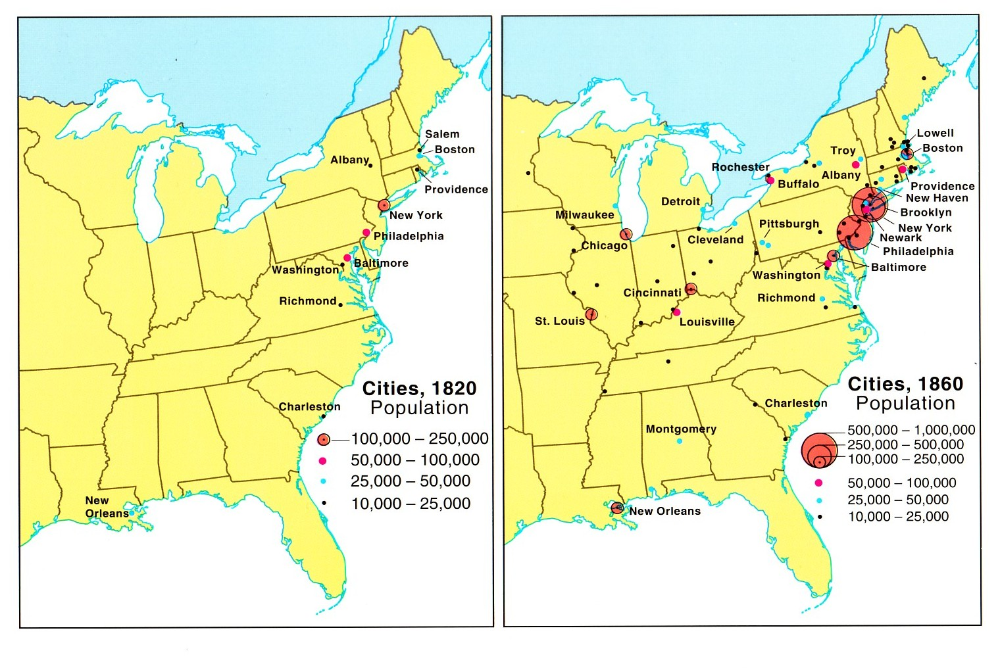 Salem
Boston
Albany
Providence
New York
Philadelphia
Baltimore
Washington
Richmond
Charleston
New
Orleans
Cities, 1820
Population
100,000 – 250,000
50,000 – 100,000
25,000 – 50,000
10,000 – 25,000
Lowell
Boston
Troy
Rochester
Albany
Buffalo
Providence
New Haven
Detroit
Brooklyn
Milwaukee
New York
Pittsburgh
Newark
Cleveland
Chicago
Philadelphia
Baltimore
Washington
Cincinnati
Richmond
St. Louis
Louisville
Charleston
Montgomery
New Orleans
Cities, 1860
Population
500,000 – 1,000,000
250,000 – 500,000
100,000 – 250,000
50,000 – 100,000
25,000 – 50,000
10,000 – 25,000